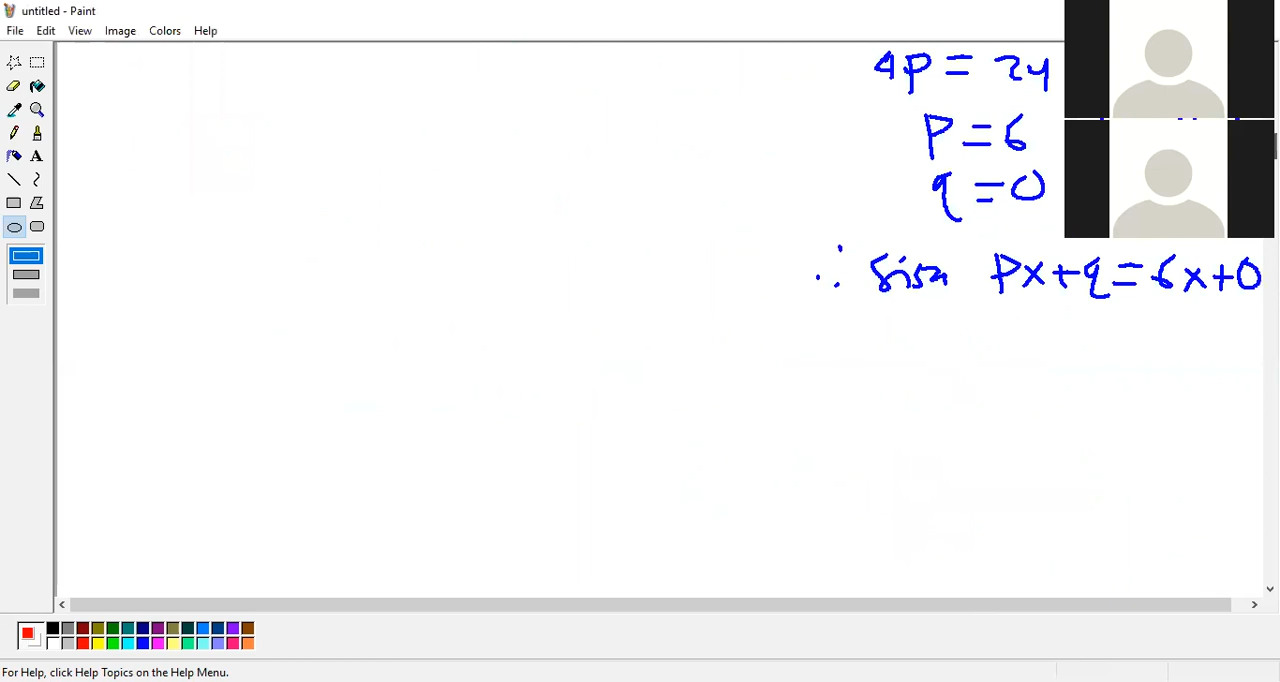 untitled - Paint
File Edit View Image Colors Help
4p = 24
P = 6
q = 0
∴ Sisa Px+q = 6x+0
For Help, click Help Topics on the Help Menu.